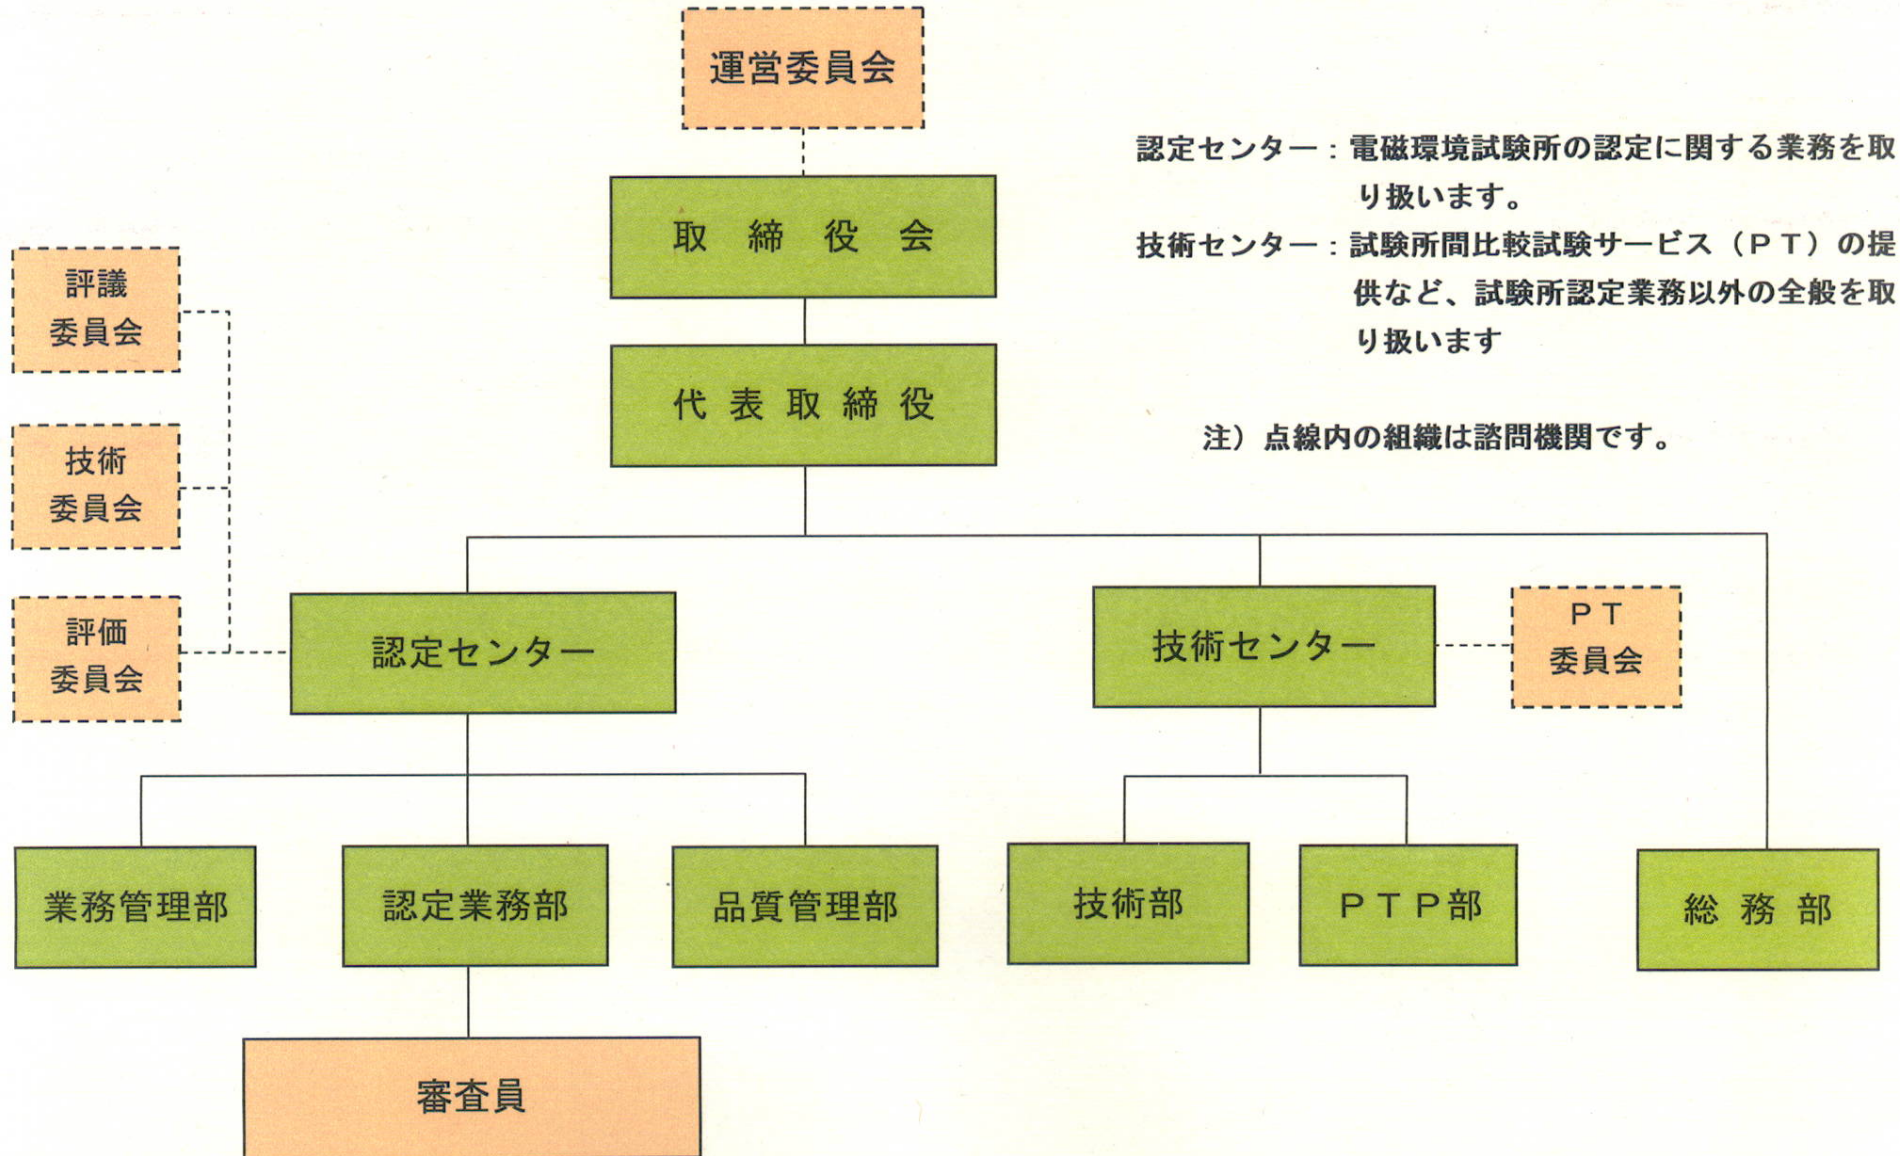 運営委員会
認定センター：電磁環境試験所の認定に関する業務を取
り扱います。
技術センター：試験所間比較試験サービス（ＰＴ）の提
供など、試験所認定業務以外の全般を取
り扱います
注）点線内の組織は諮問機関です。
取締役会
代表取締役
評議
委員会
技術
委員会
評価
委員会
認定センター
技術センター
ＰＴ
委員会
業務管理部
認定業務部
品質管理部
技術部
ＰＴＰ部
総務部
審査員